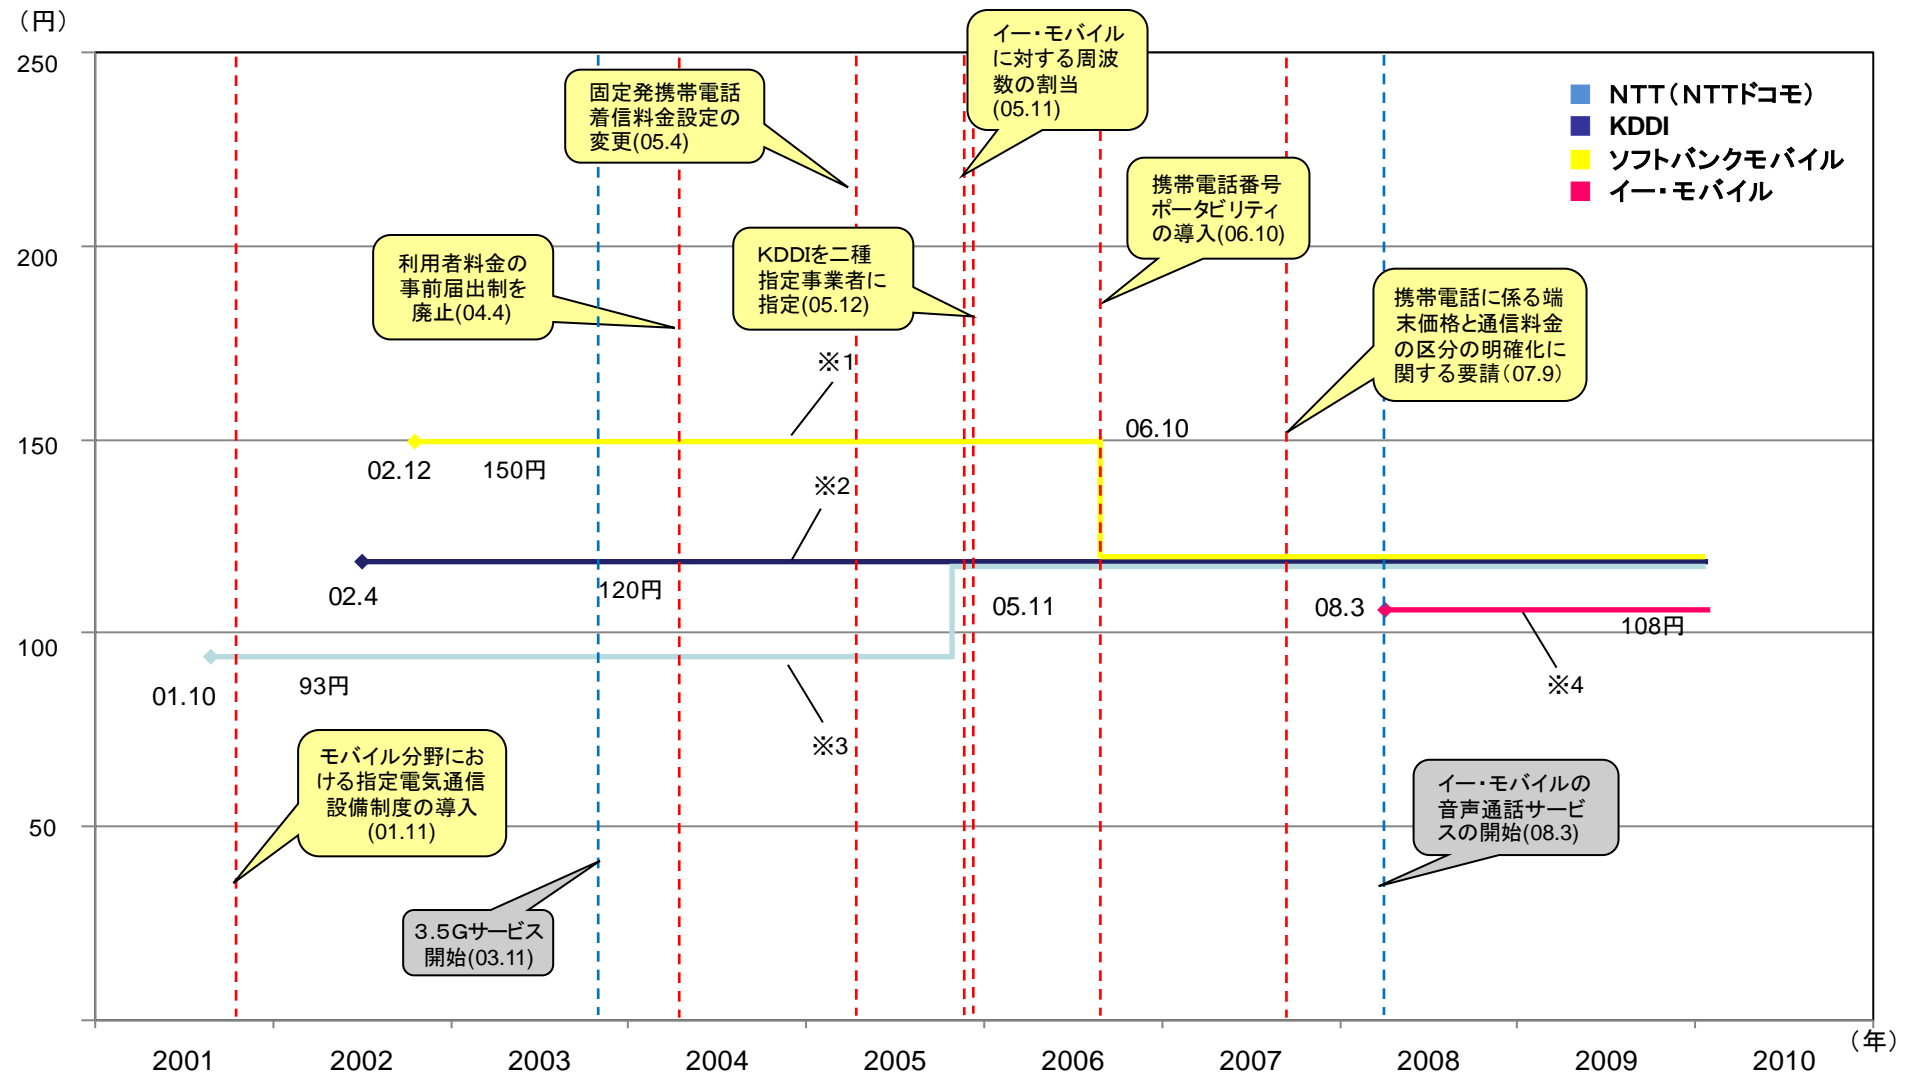 （円）
250
200
150
100
50
イー・モバイル
に対する周波
数の割当
(05.11)
固定発携帯電話
着信料金設定の
変更(05.4)
NTT（NTTドコモ）
KDDI
ソフトバンクモバイル
イー・モバイル
携帯電話番号
ポータビリティ
の導入(06.10)
利用者料金の
事前届出制を
廃止(04.4)
KDDIを二種
指定事業者に
指定(05.12)
携帯電話に係る端
末価格と通信料金
の区分の明確化に
関する要請（07.9）
※1
06.10
02.12
150円
※2
02.4
120円
05.11
08.3
108円
01.10
93円
※4
※3
モバイル分野にお
ける指定電気通信
設備制度の導入
(01.11)
イー・モバイルの
音声通話サービ
スの開始(08.3)
３.５Gサービス
開始(03.11)
2001
2002
2003
2004
2005
2006
2007
2008
2009
2010
（年）